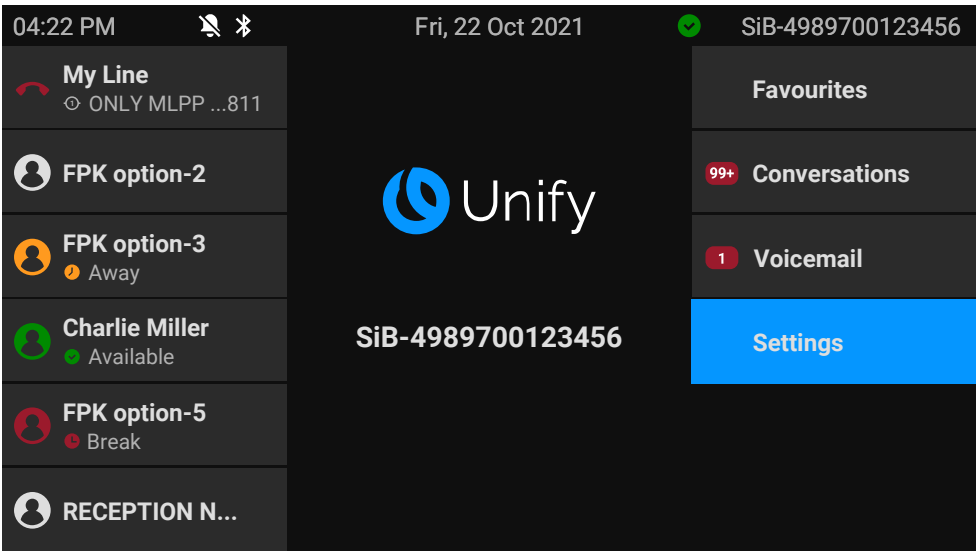 04:22 PM
Fri, 22 Oct 2021
SiB-4989700123456
My Line
ONLY MLPP ...811
FPK option-2
FPK option-3
Away
Charlie Miller
Available
FPK option-5
Break
RECEPTION N...
Unify
SiB-4989700123456
Favourites
99+ Conversations
1 Voicemail
Settings